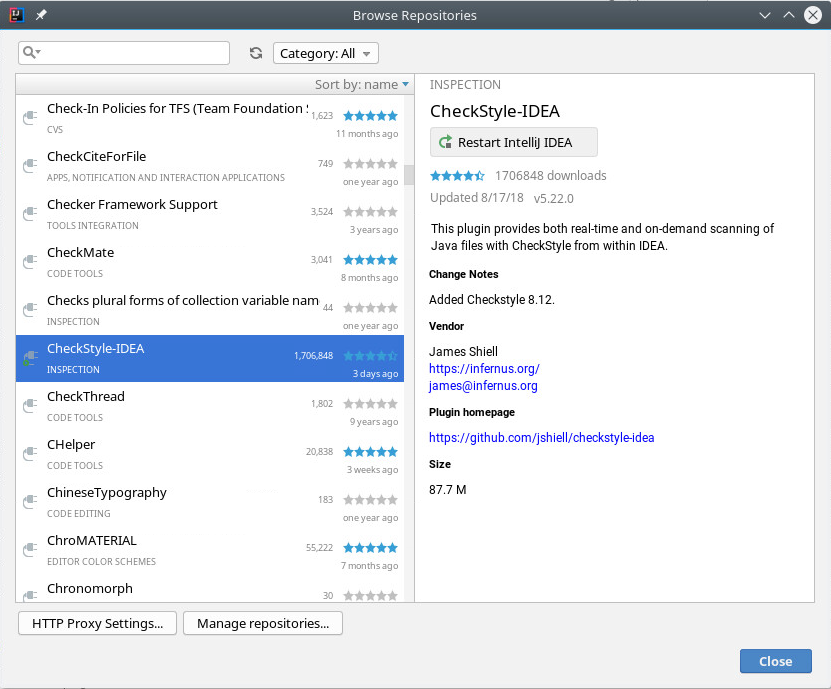 Browse Repositories
Category: All
Sort by: name
Check-In Policies for TFS (Team Foundation S
1,623
CVS
11 months ago
CheckCiteForFile
749
APPS, NOTIFICATION AND INTERACTION APPLICATIONS
one year ago
Checker Framework Support
3,524
TOOLS INTEGRATION
3 years ago
CheckMate
3,041
CODE TOOLS
8 months ago
Checks plural forms of collection variable nam
44
INSPECTION
one year ago
CheckStyle-IDEA
1,706,848
INSPECTION
3 days ago
CheckThread
1,802
CODE TOOLS
9 years ago
CHelper
20,838
CODE TOOLS
3 weeks ago
ChineseTypography
183
CODE EDITING
one year ago
ChroMATERIAL
55,222
EDITOR COLOR SCHEMES
7 months ago
Chronomorph
30
INSPECTION
CheckStyle-IDEA
Restart IntelliJ IDEA
1706848 downloads
Updated 8/17/18 v5.22.0
This plugin provides both real-time and on-demand scanning of
Java files with CheckStyle from within IDEA.
Change Notes
Added Checkstyle 8.12.
Vendor
James Shiell
https://infernus.org/
james@infernus.org
Plugin homepage
https://github.com/jshiell/checkstyle-idea
Size
87.7 M
HTTP Proxy Settings...
Manage repositories...
Close